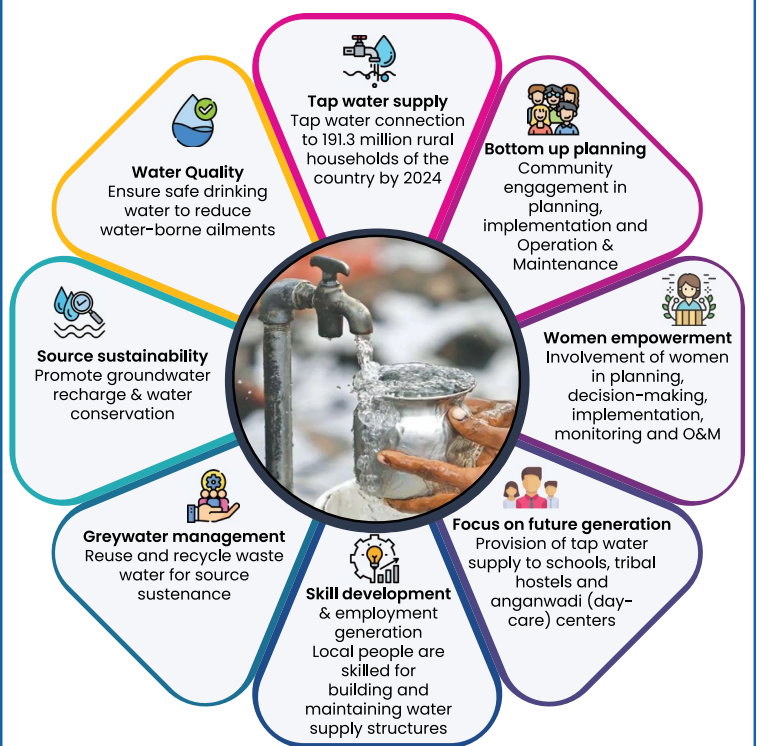 Tap water supply
Tap water connection
to 191.3 million rural
households of the
country by 2024
Bottom up planning
Community
engagement in
planning,
implementation and
Operation &
Maintenance
Women empowerment
Involvement of women
in planning,
decision-making,
implementation,
monitoring and O&M
Focus on future generation
Provision of tap water
supply to schools, tribal
hostels and
anganwadi (day-
care) centers
Skill development
& employment
generation
Local people are
skilled for
building and
maintaining water
supply structures
Greywater management
Reuse and recycle waste
water for source
sustenance
Source sustainability
Promote groundwater
recharge & water
conservation
Water Quality
Ensure safe drinking
water to reduce
water-borne ailments